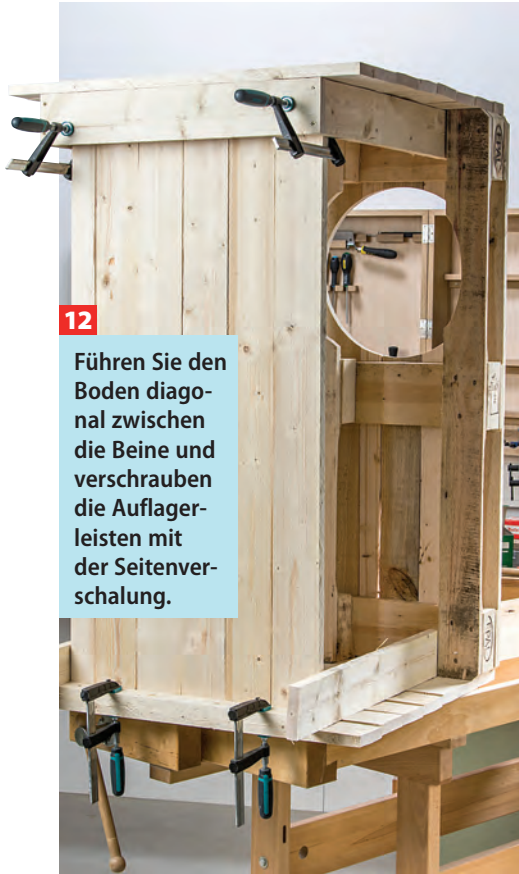 12
Führen Sie den
Boden diago-
nal zwischen
die Beine und
verschrauben
die Auflager-
leisten mit
der Seitenver-
schalung.